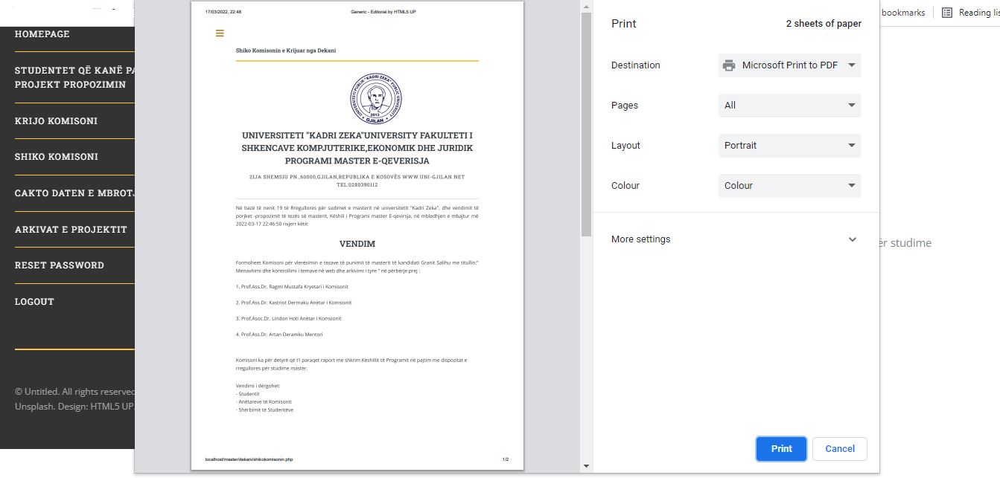 HOMEPAGE
STUDENTET QË KANË PA
PROJEKT PROPOZIMIN
KRIJO KOMISONI
SHIKO KOMISONI
CAKTO DATEN E MBROTJ
ARKIVAT E PROJEKTIT
RESET PASSWORD
LOGOUT
© Untitled. All rights reserved
Unsplash. Design: HTML5 UP.
17/03/2022, 22:48
Generic - Editorial by HTML5 UP
Shiko Komisonin e Krijuar nga Dekani
UNIVERSITETI PUBLIK "KADRI ZEKA" PUBLIC UNIVERSITY
2013
GJILAN
UNIVERSITETI "KADRI ZEKA"UNIVERSITY FAKULTETI I
SHKENCAVE KOMPJUTERIKE,EKONOMIK DHE JURIDIK
PROGRAMI MASTER E-QEVERISJA
ZIJA SHEMSIU PN.,60000,GJILAN,REPUBLIKA E KOSOVËS WWW.UNI-GJILAN.NET
TEL:0280390112
Në bazë të nenit 19 të Rregullores për sudimet e masterit në universitetit "Kadri Zeka", dhe vendimit të
porjket -propozimit të tezës së masterit, Këshili i Programi master E-qevirsja, në mbledhjen e mbajtur më
2022-03-17 22:46:50 nxjerr këtë:
VENDIM
Formoheet Komisoni për vlerësimin e tezave të punimit të masterit të kandidati Granit Salihu me titullin:"
Menaxhimi dhe kontrollimi i temave në web dhe arkivimi i tyre " në përbërje prej :
1. Prof.Ass.Dr. Ragmi Mustafa Kryetari i Komisonit
2. Prof.Ass.Dr. Kastriot Dermaku Anëtar i Komsionit
3. Prof.Asoc.Dr. Liridon Hoti Anëtar i Komsionit
4. Prof.Ass.Dr. Artan Deramku Mentori
Komisoni ka për detyrë që t'i paraqet raport me shkrim Këshillit të Programit në pajtim me dispozitat e
rregullores për studime master.
Vendimi i dërgohet:
- Studentit
- Anëtareve të Komisonit
- Shërbimit të Studentëve
localhost/master/dekani/shikokomisonin.php
1/2
Print
2 sheets of paper
Destination
Microsoft Print to PDF
Pages
All
Layout
Portrait
Colour
Colour
More settings
Print
Cancel
bookmarks
Reading lis
ër studime